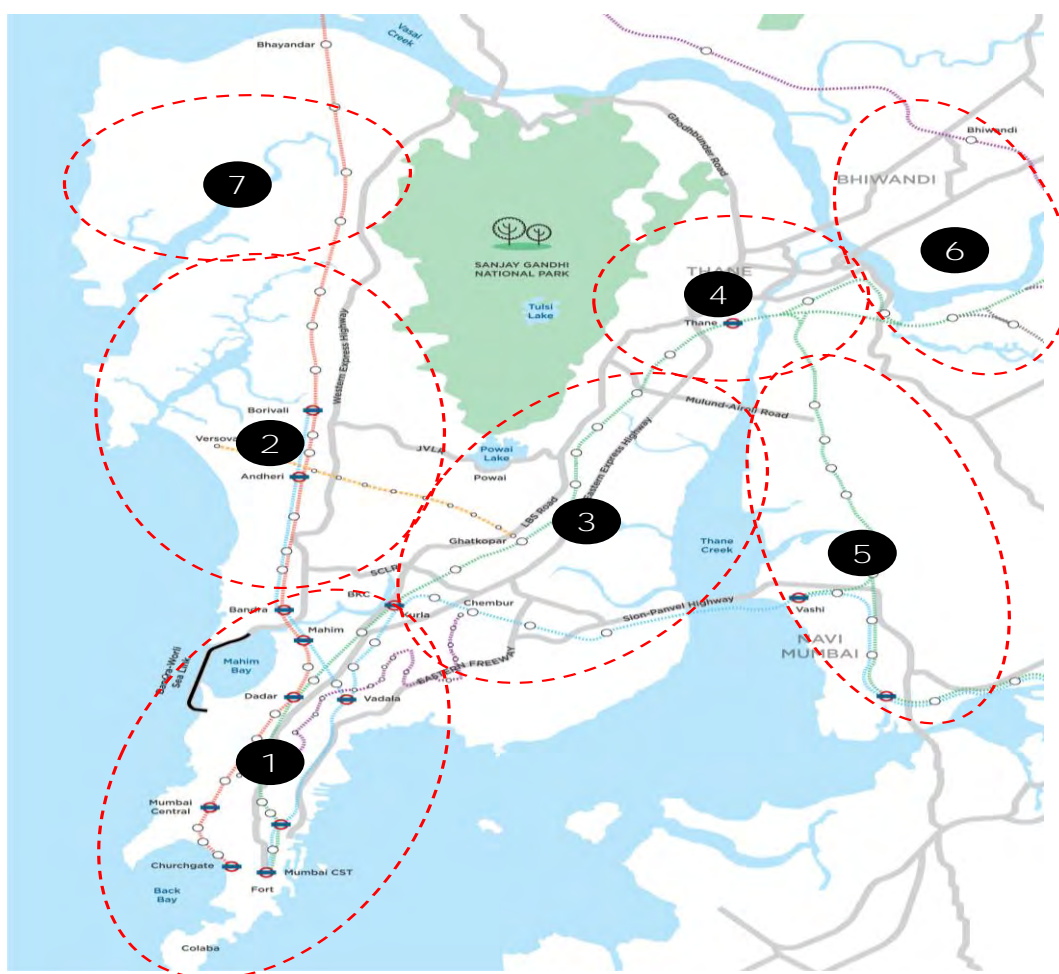 Vasai
Creek
Bhayandar
Ghodhbunder Road
Bhiwandi
7
BHIWANDI
6
SANJAY GANDHI
NATIONAL PARK
THANE
4
Tulsi
Lake
Thane
Western Express Highway
Mulund-Airoli Road
Borivali
Versova
2
JVLR
Powai
Lake
Powai
Eastern Express Highway
Andheri
LBS Road
3
Ghatkopar
Thane
Creek
5
SCLR
BKC
Kurla
Chembur
Sion-Panvel Highway
Vashi
Bandra
Mahim
NAVI
MUMBAI
Mahim
Bay
Sea Link
EASTERN FREEWAY
Dadar
Vadala
1
Mumbai
Central
Churchgate
Mumbai CST
Fort
Back
Bay
Colaba